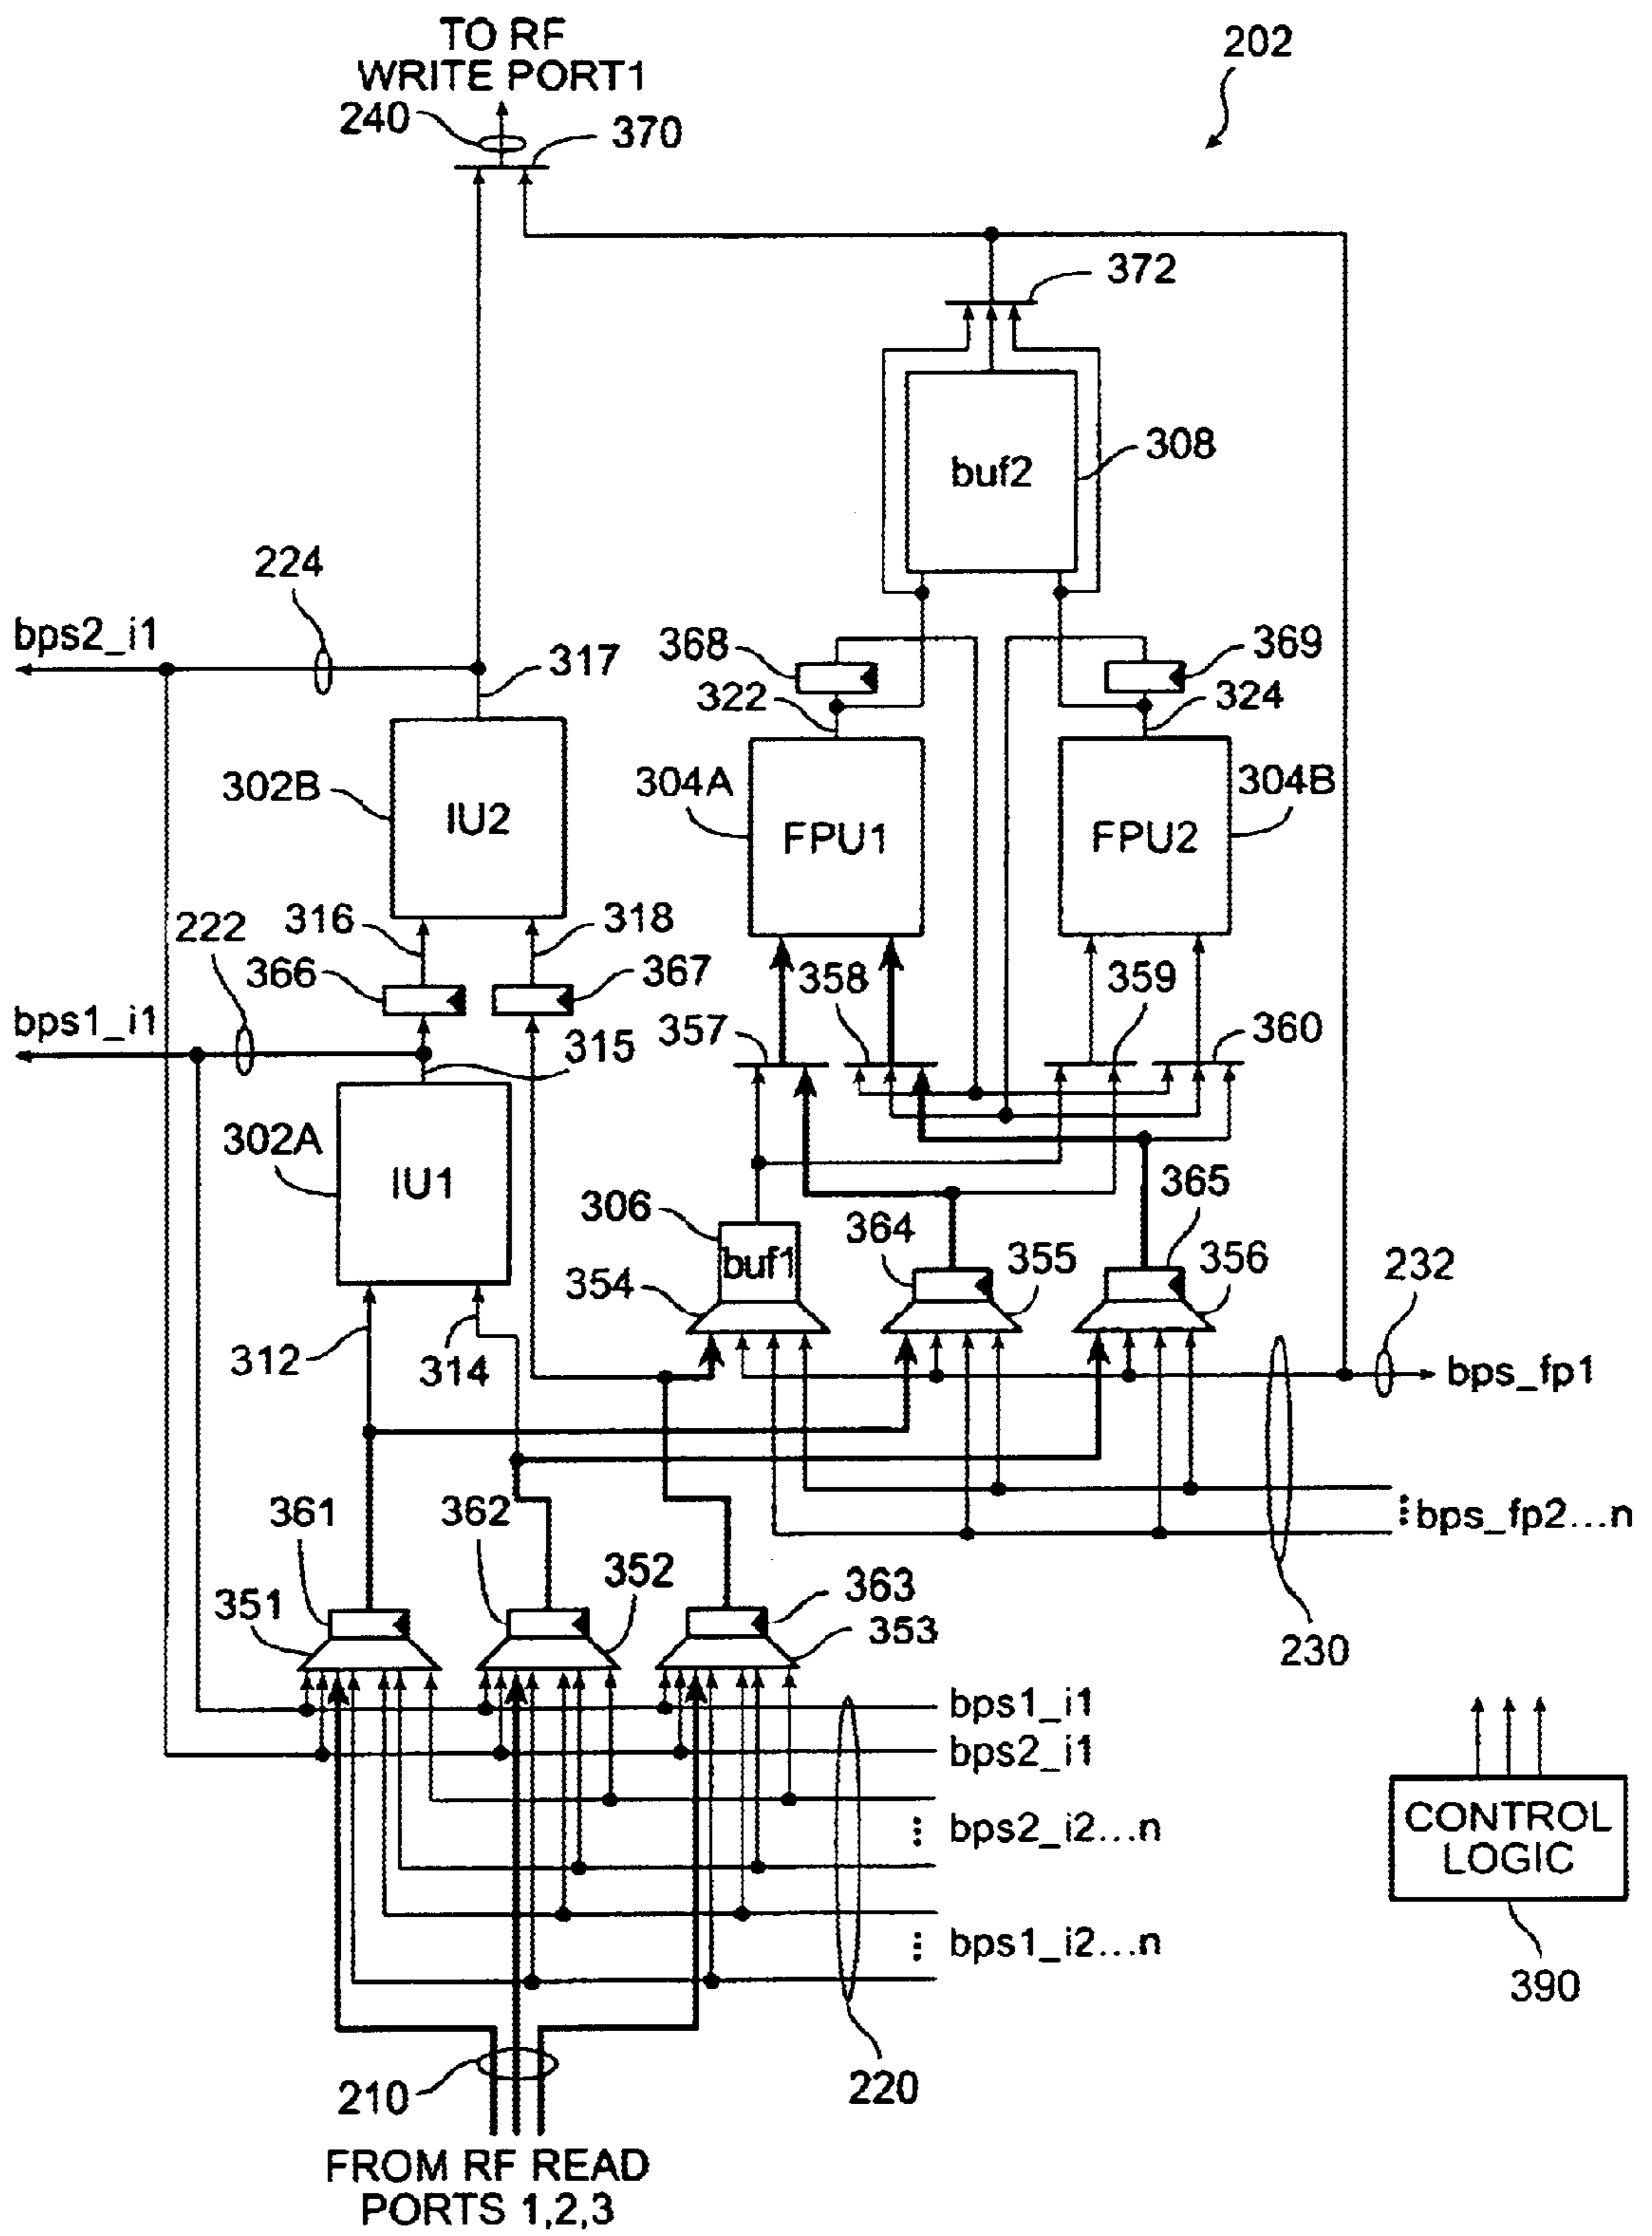 TO RF
WRITE PORT1
202
240
370
372
308
buf2
224
bps2_i1
317
368
369
322
324
302B
IU2
304A
FPU1
304B
FPU2
316
318
222
366
367
358
359
bps1_i1
315
357
360
302A
IU1
306
buf1
364
365
354
355
356
232
312
314
bps_fp1
361
362
352
363
bps_fp2...n
351
353
230
bps1_i1
bps2_i1
bps2_i2...n
CONTROL
LOGIC
bps1_i2...n
390
210
220
FROM RF READ
PORTS 1,2,3